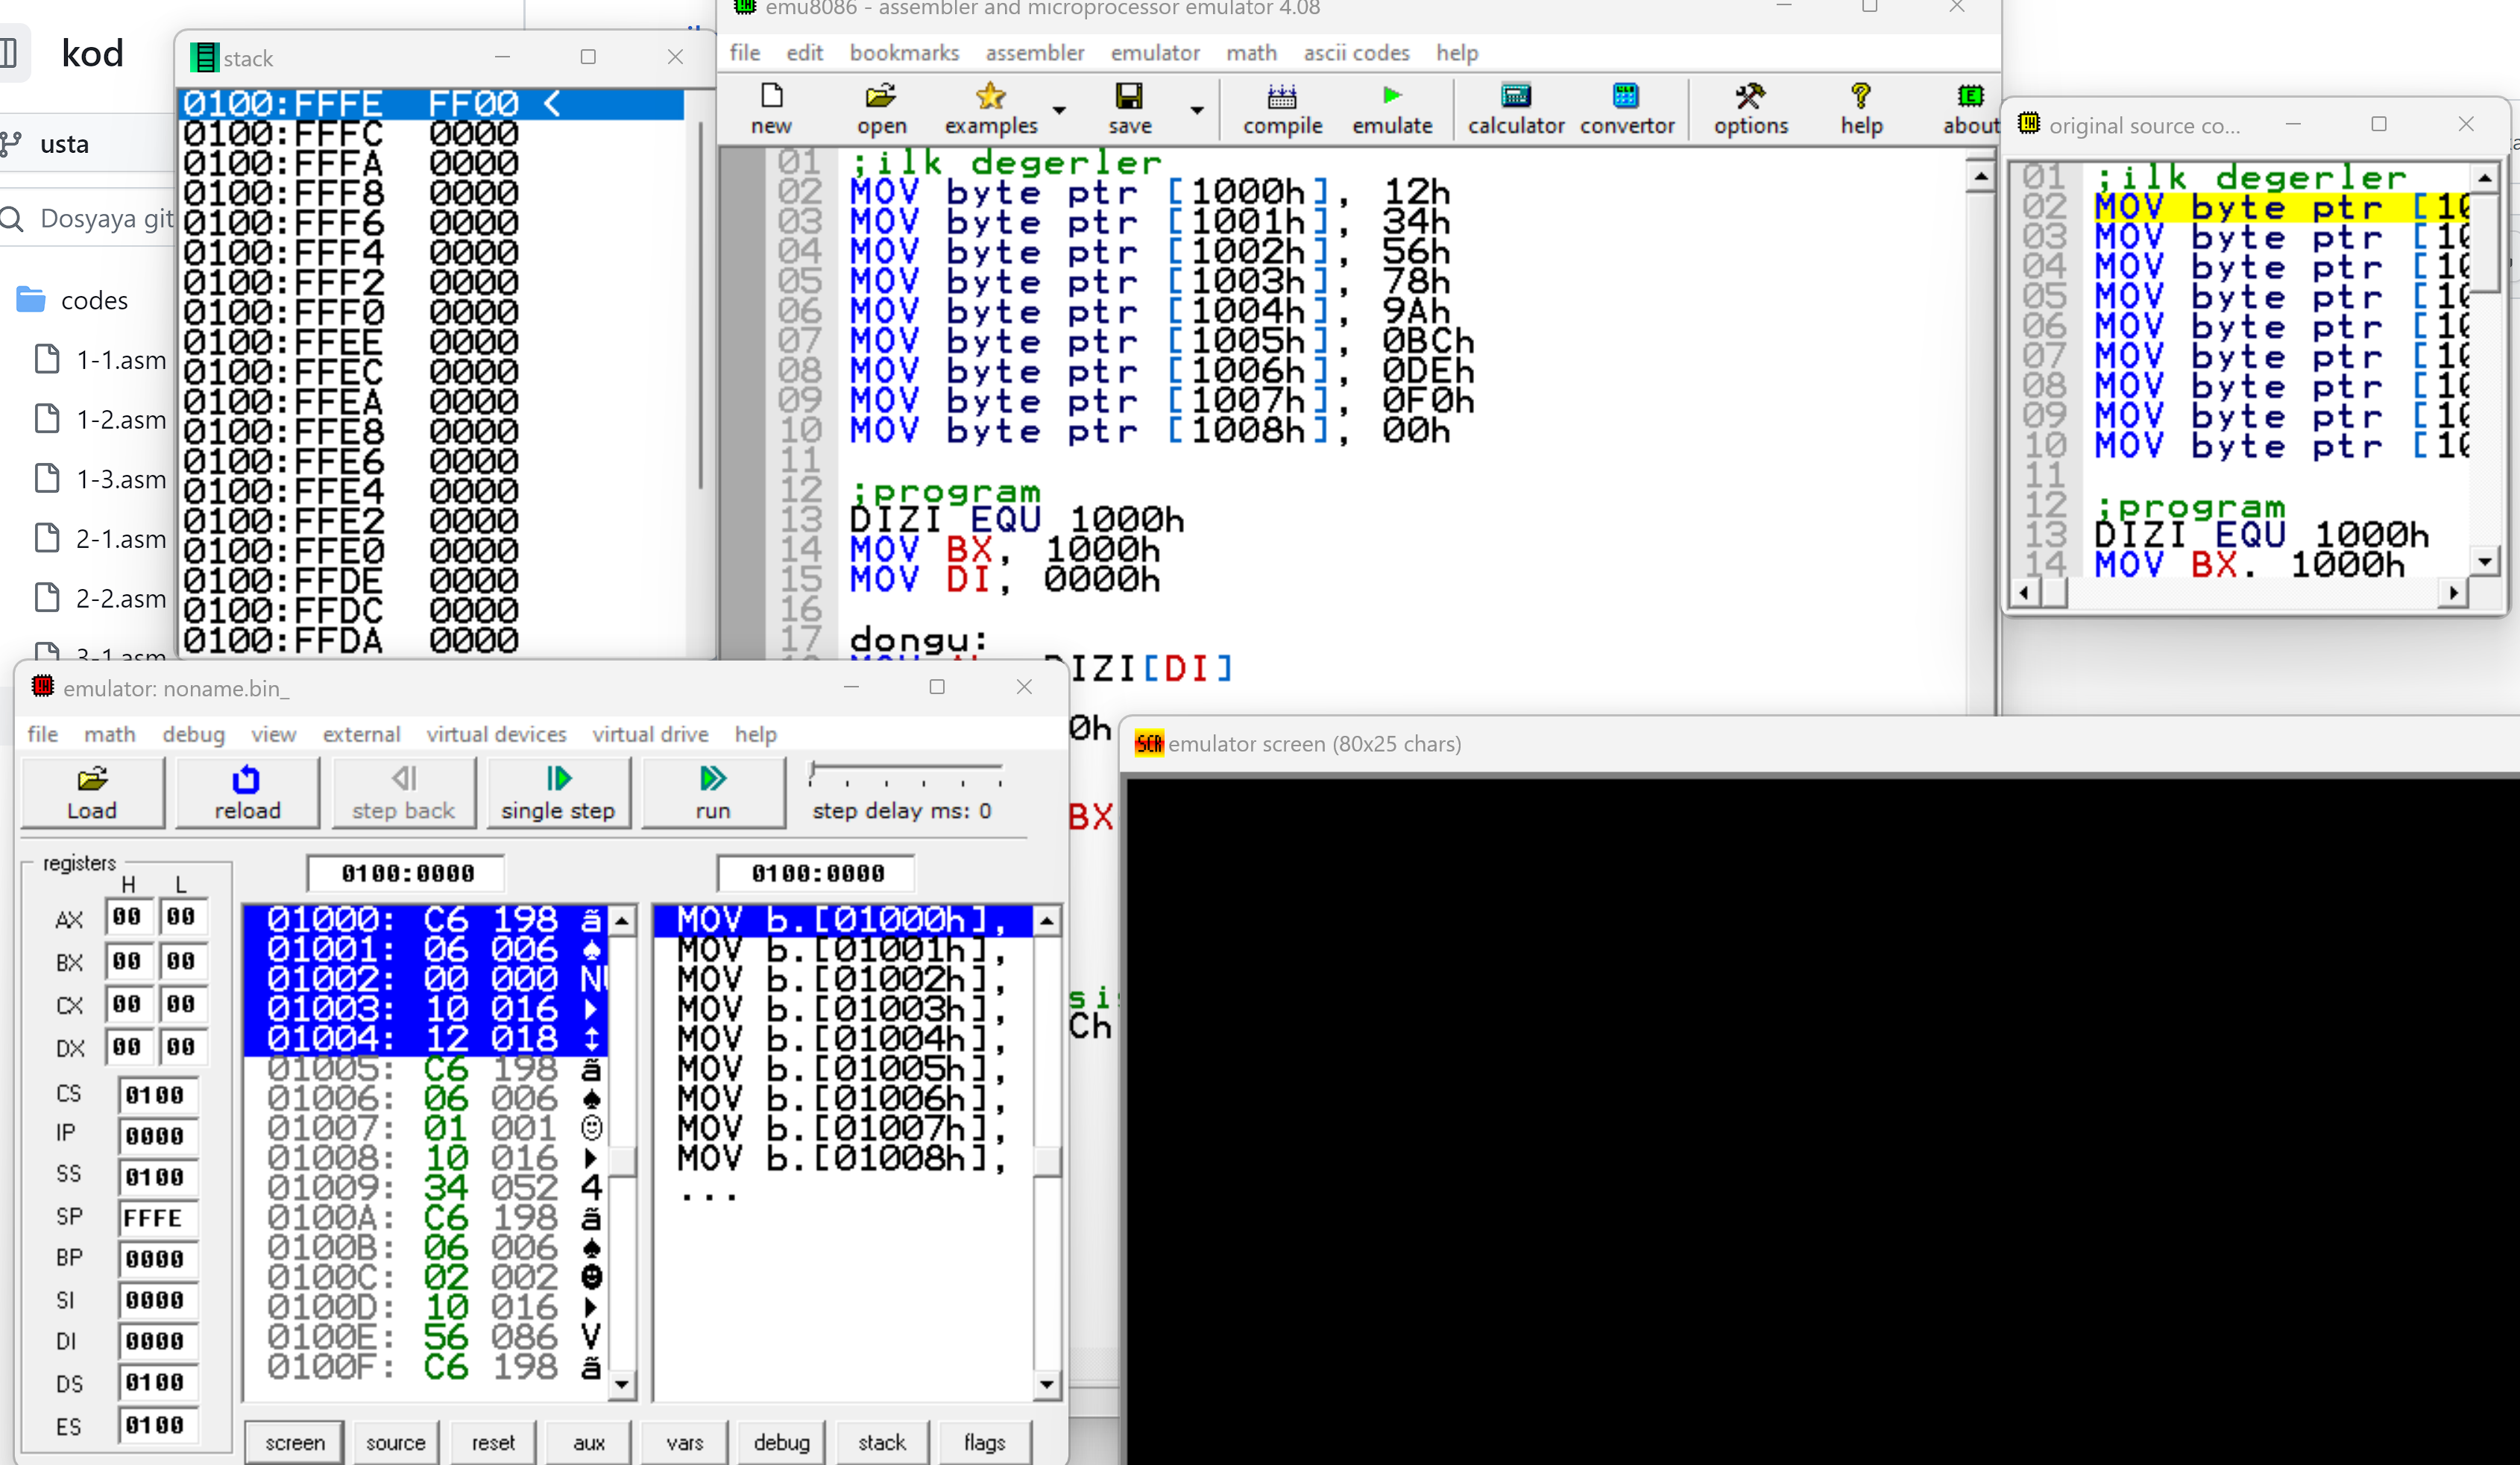 kod
usta
Dosyaya git
codes
1-1.asm
1-2.asm
1-3.asm
2-1.asm
2-2.asm
3-1.asm
stack
0100:FFFE FF00 <
0100:FFFC 0000
0100:FFFA 0000
0100:FFF8 0000
0100:FFF6 0000
0100:FFF4 0000
0100:FFF2 0000
0100:FFF0 0000
0100:FFEE 0000
0100:FFEC 0000
0100:FFEA 0000
0100:FFE8 0000
0100:FFE6 0000
0100:FFE4 0000
0100:FFE2 0000
0100:FFE0 0000
0100:FFDE 0000
0100:FFDC 0000
0100:FFDA 0000
emu8086 - assembler and microprocessor emulator 4.08
file edit bookmarks assembler emulator math ascii codes help
new open examples save compile emulate calculator convertor options help about
01 ;ilk degerler
02 MOV byte ptr [1000h], 12h
03 MOV byte ptr [1001h], 34h
04 MOV byte ptr [1002h], 56h
05 MOV byte ptr [1003h], 78h
06 MOV byte ptr [1004h], 9Ah
07 MOV byte ptr [1005h], 0BCh
08 MOV byte ptr [1006h], 0DEh
09 MOV byte ptr [1007h], 0F0h
10 MOV byte ptr [1008h], 00h
11
12 ;program
13 DIZI EQU 1000h
14 MOV BX, 1000h
15 MOV DI, 0000h
16
17 dongu:
IZI[DI]
0h
BX
si
Ch
original source co...
01 ;ilk degerler
02 MOV byte ptr [10
03 MOV byte ptr [10
04 MOV byte ptr [10
05 MOV byte ptr [10
06 MOV byte ptr [10
07 MOV byte ptr [10
08 MOV byte ptr [10
09 MOV byte ptr [10
10 MOV byte ptr [10
11
12 ;program
13 DIZI EQU 1000h
14 MOV BX. 1000h
emulator: noname.bin_
file math debug view external virtual devices virtual drive help
Load reload step back single step run step delay ms: 0
registers
H L
AX 00 00
BX 00 00
CX 00 00
DX 00 00
CS 0100
IP 0000
SS 0100
SP FFFE
BP 0000
SI 0000
DI 0000
DS 0100
ES 0100
0100:0000
01000: C6 198 ã
01001: 06 006 ♠
01002: 00 000 NU
01003: 10 016 ►
01004: 12 018 ↕
01005: C6 198 ã
01006: 06 006 ♠
01007: 01 001 ☺
01008: 10 016 ►
01009: 34 052 4
0100A: C6 198 ã
0100B: 06 006 ♠
0100C: 02 002 ☻
0100D: 10 016 ►
0100E: 56 086 V
0100F: C6 198 ã
0100:0000
MOV b.[01000h],
MOV b.[01001h],
MOV b.[01002h],
MOV b.[01003h],
MOV b.[01004h],
MOV b.[01005h],
MOV b.[01006h],
MOV b.[01007h],
MOV b.[01008h],
...
screen source reset aux vars debug stack flags
SCR emulator screen (80x25 chars)